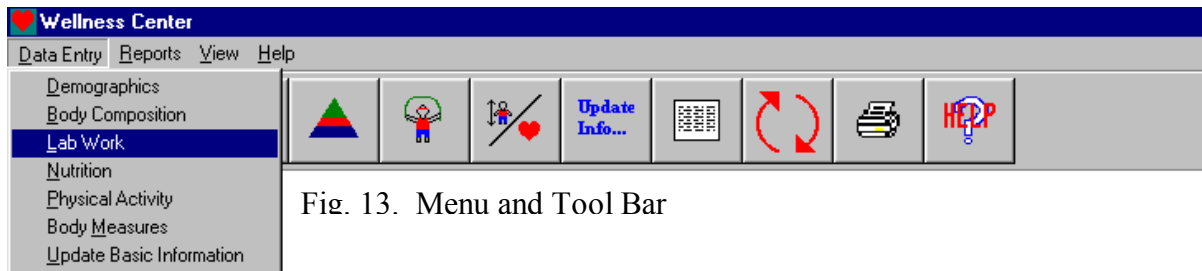 Wellness Center
Data Entry Reports View Help
Demographics
Body Composition
Lab Work
Nutrition
Physical Activity
Body Measures
Update Basic Information
Update
Info...
HELP
Fig. 13. Menu and Tool Bar